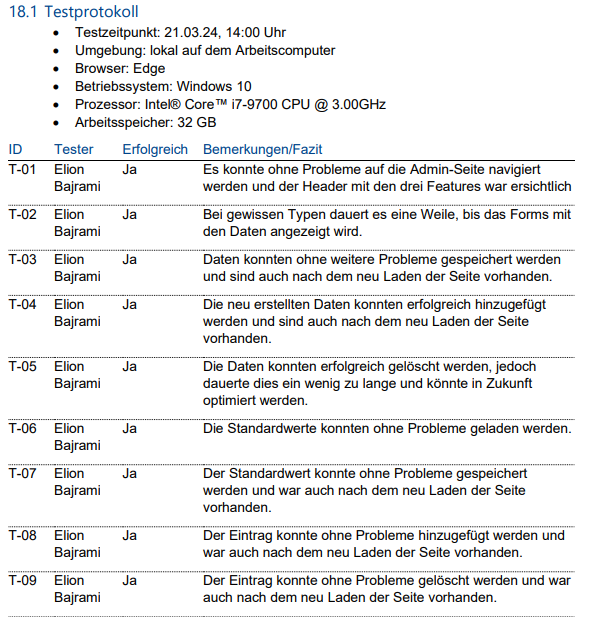 18.1 Testprotokoll
• Testzeitpunkt: 21.03.24, 14:00 Uhr
• Umgebung: lokal auf dem Arbeitscomputer
• Browser: Edge
• Betriebssystem: Windows 10
• Prozessor: Intel® Core™ i7-9700 CPU @ 3.00GHz
• Arbeitsspeicher: 32 GB
ID Tester Erfolgreich Bemerkungen/Fazit
T-01 Elion Ja Es konnte ohne Probleme auf die Admin-Seite navigiert
Bajrami werden und der Header mit den drei Features war ersichtlich
T-02 Elion Ja Bei gewissen Typen dauert es eine Weile, bis das Forms mit
Bajrami den Daten angezeigt wird.
T-03 Elion Ja Daten konnten ohne weitere Probleme gespeichert werden
Bajrami und sind auch nach dem neu Laden der Seite vorhanden.
T-04 Elion Ja Die neu erstellten Daten konnten erfolgreich hinzugefügt
Bajrami werden und sind auch nach dem neu Laden der Seite
vorhanden.
T-05 Elion Ja Die Daten konnten erfolgreich gelöscht werden, jedoch
Bajrami dauerte dies ein wenig zu lange und könnte in Zukunft
optimiert werden.
T-06 Elion Ja Die Standardwerte konnten ohne Probleme geladen werden.
Bajrami
T-07 Elion Ja Der Standardwert konnte ohne Probleme gespeichert
Bajrami werden und war auch nach dem neu Laden der Seite
vorhanden.
T-08 Elion Ja Der Eintrag konnte ohne Probleme hinzugefügt werden und
Bajrami war auch nach dem neu Laden der Seite vorhanden.
T-09 Elion Ja Der Eintrag konnte ohne Probleme gelöscht werden und war
Bajrami auch nach dem neu Laden der Seite vorhanden.